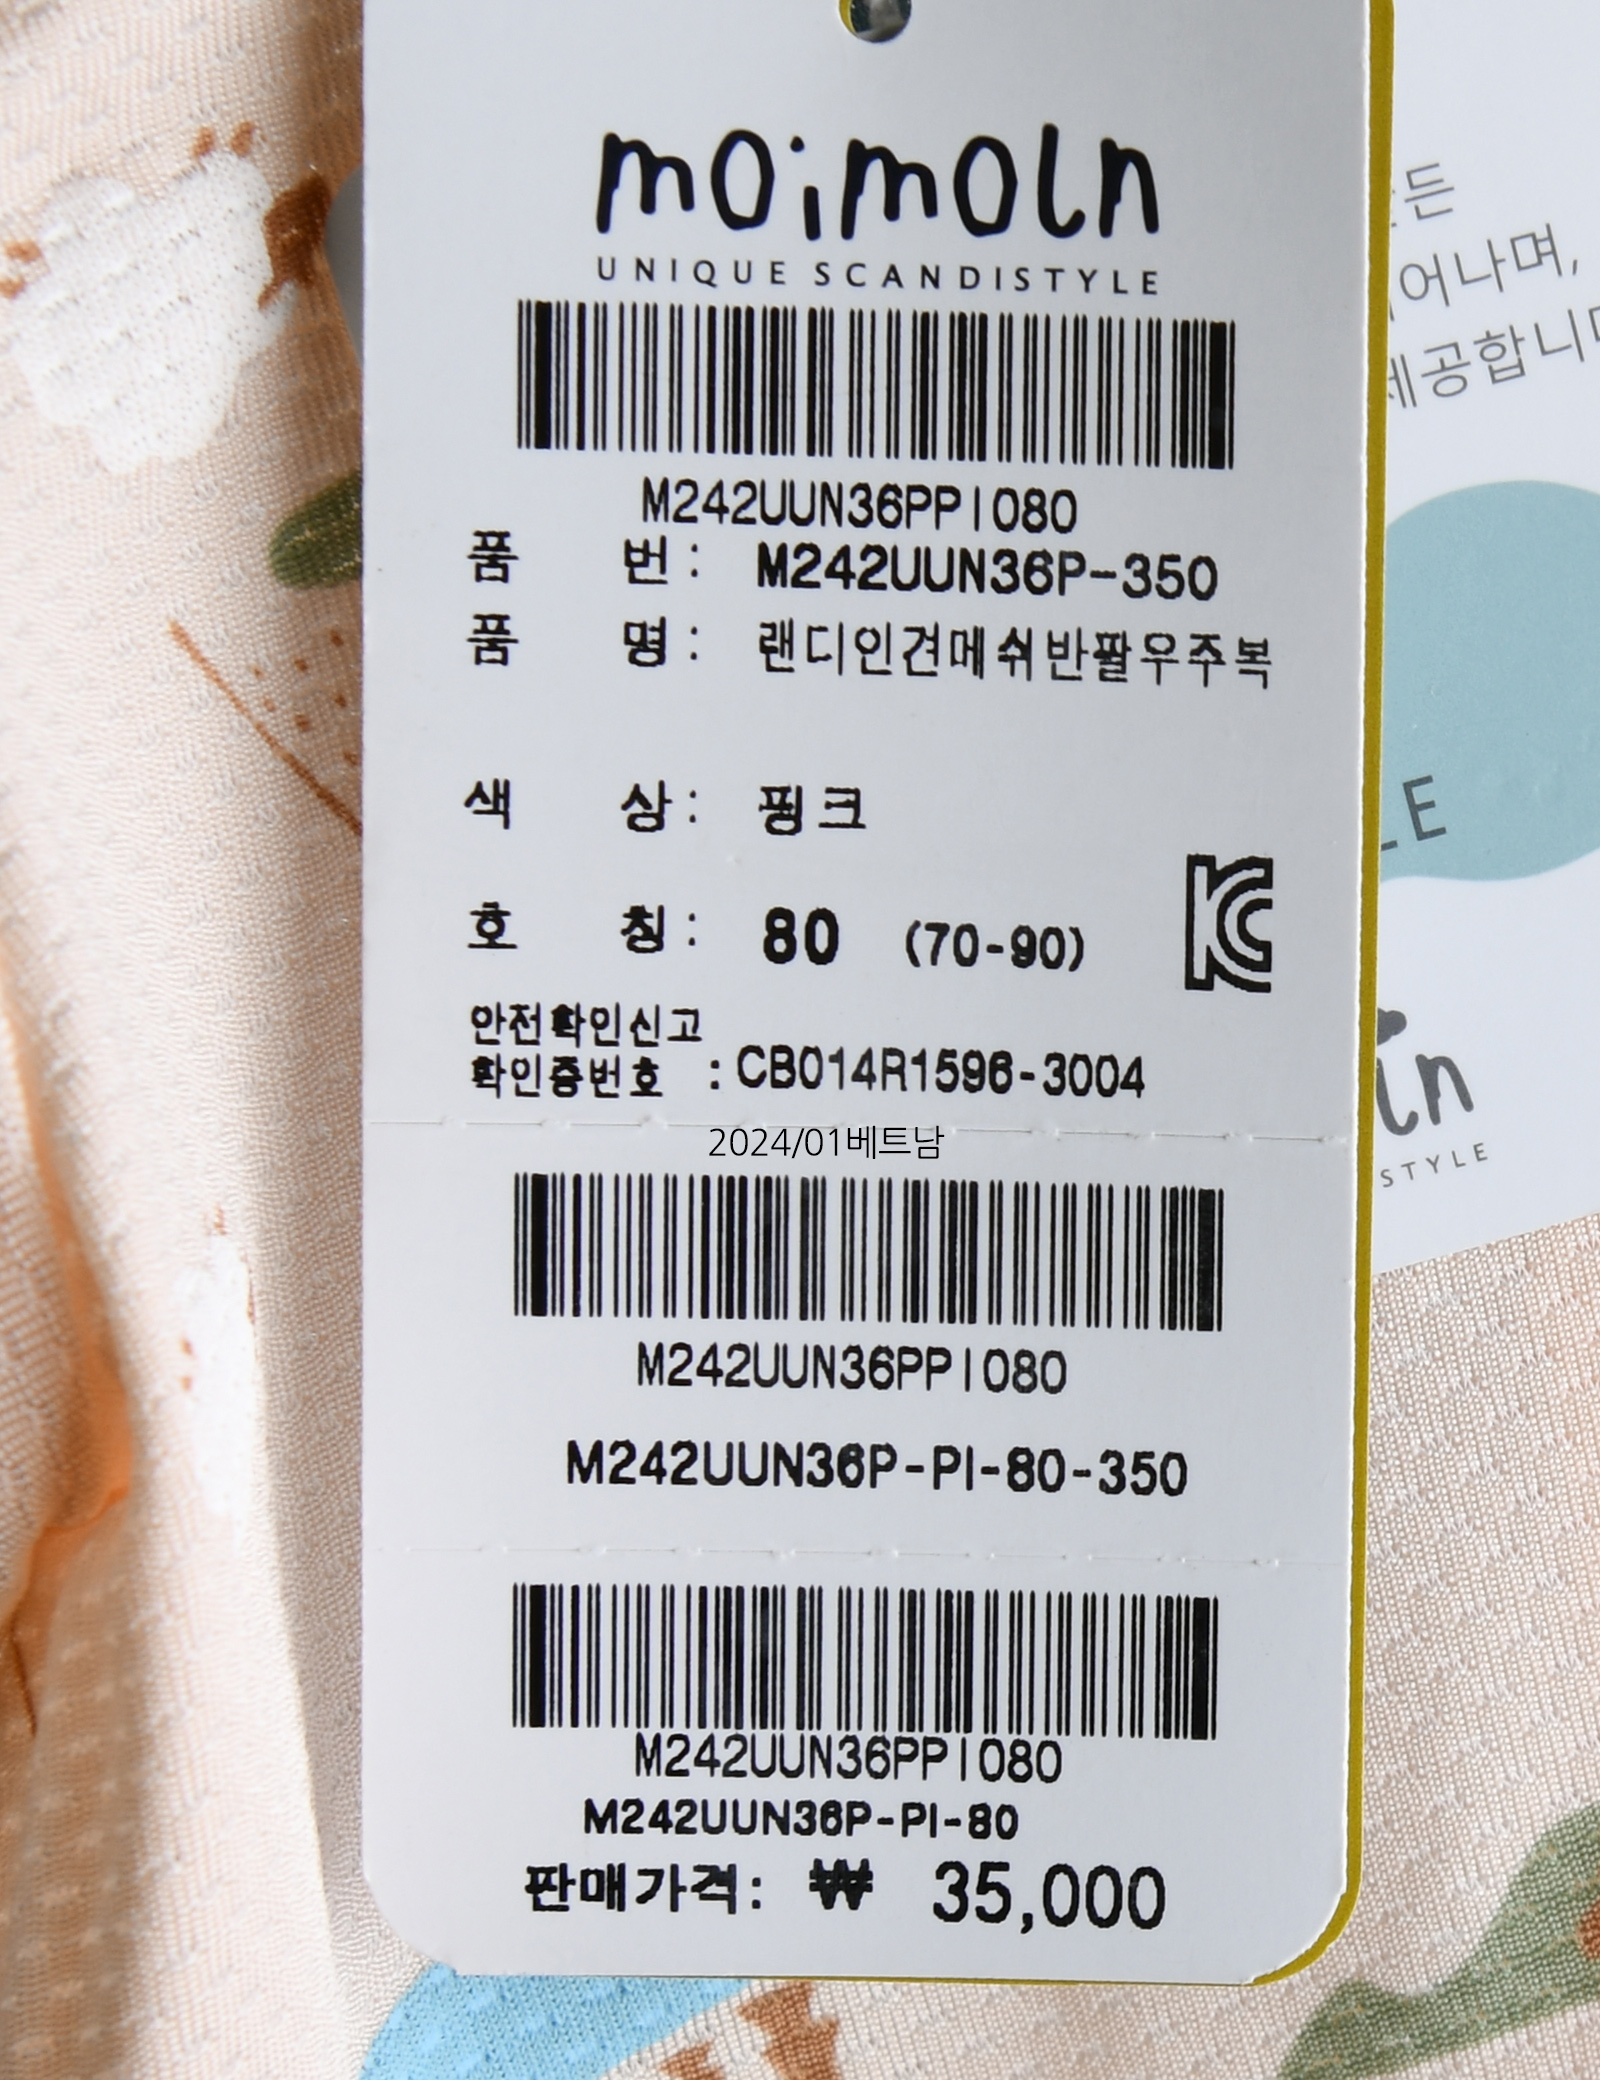 moimoln
UNIQUE SCANDISTYLE
M242UUN36PPI080
품 번 : M242UUN36P-350
품 명 : 랜디인견메쉬반팔우주복
색 상 : 핑크
호 칭 : 80 (70-90)
안전확인신고
확인증번호 : CB014R1596-3004
2024/01베트남
M242UUN36PPI080
M242UUN36P-PI-80-350
M242UUN36PPI080
M242UUN36P-PI-80
판매가격: ₩ 35,000
든
어나며,
제공합니다
LE
ln
STYLE